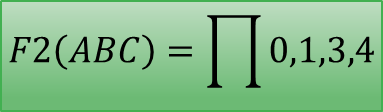 F2(ABC) = ∏ 0,1,3,4